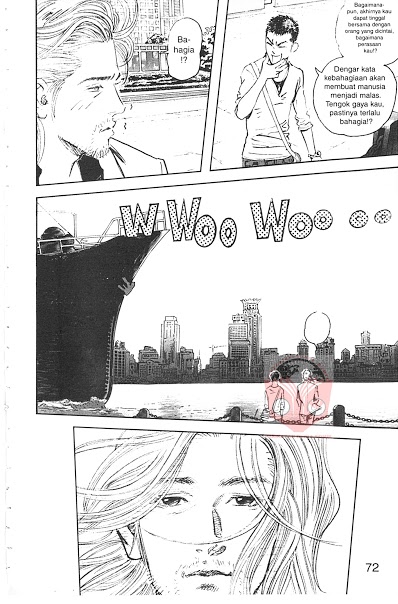 Bagaimana-
pun, akhirnya kau
dapat tinggal
bersama dengan
orang yang dicintai,
bagaimana
perasaan
kau!?
Dengar kata
kebahagiaan akan
membuat manusia
menjadi malas.
Tengok gaya kau,
pastinya terlalu
bahagia!?
Ba-
hagia
!?
W WOO WOO
72